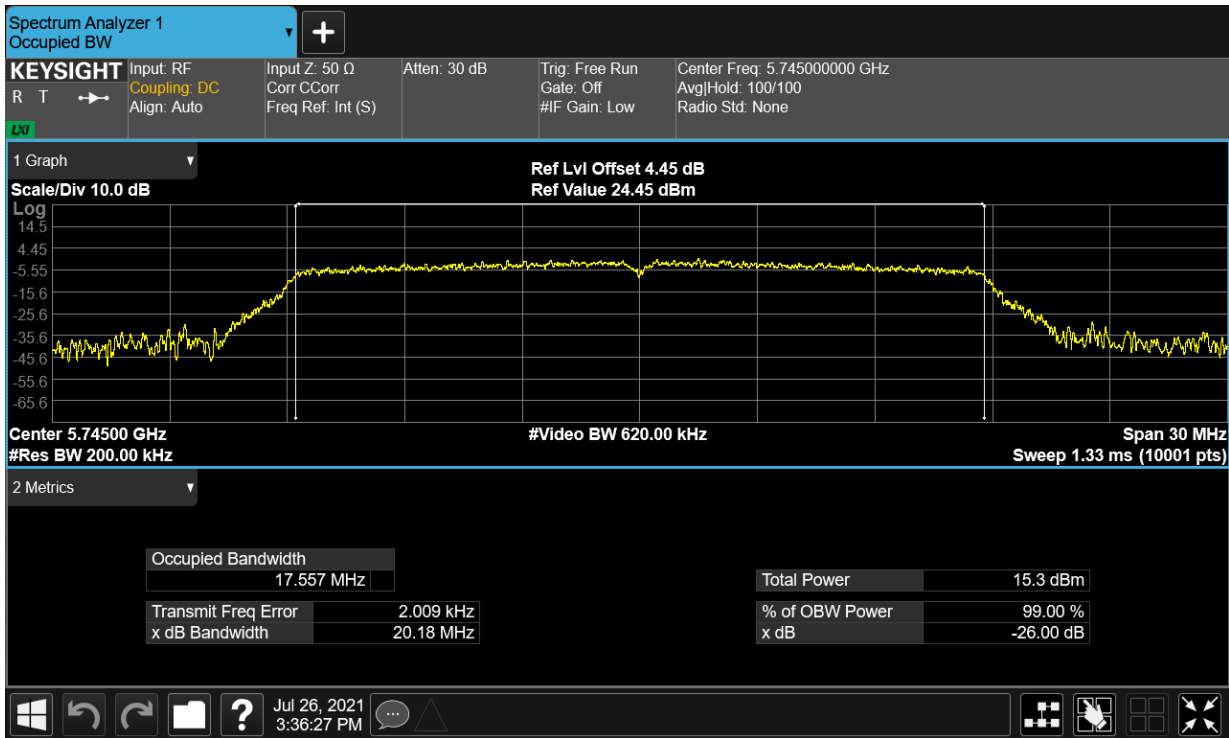 Spectrum Analyzer 1
Occupied BW
▼
+
KEYSIGHT
R T
LXI
Input: RF
Coupling: DC
Align: Auto
Input Z: 50 Ω
Corr CCorr
Freq Ref: Int (S)
Atten: 30 dB
Trig: Free Run
Gate: Off
#IF Gain: Low
Center Freq: 5.745000000 GHz
Avg|Hold: 100/100
Radio Std: None
1 Graph ▼
Scale/Div 10.0 dB
Ref Lvl Offset 4.45 dB
Ref Value 24.45 dBm
Log
14.5
4.45
-5.55
-15.6
-25.6
-35.6
-45.6
-55.6
-65.6
Center 5.74500 GHz
#Video BW 620.00 kHz
Span 30 MHz
#Res BW 200.00 kHz
Sweep 1.33 ms (10001 pts)
2 Metrics ▼
Occupied Bandwidth
17.557 MHz
Transmit Freq Error 2.009 kHz
x dB Bandwidth 20.18 MHz
Total Power 15.3 dBm
% of OBW Power 99.00 %
x dB -26.00 dB
?
Jul 26, 2021
3:36:27 PM